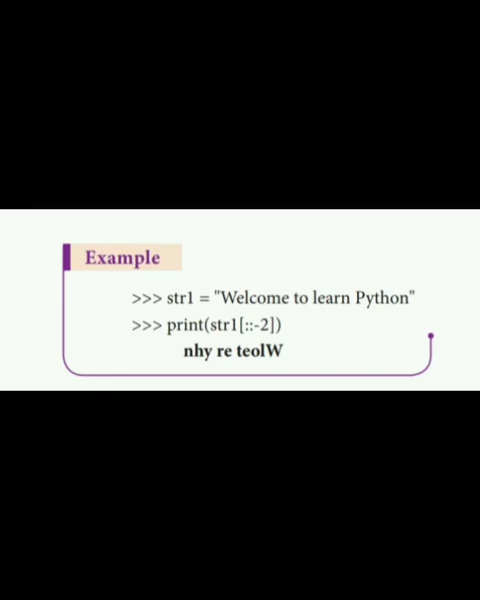 Example
>>> str1 = "Welcome to learn Python"
>>> print(str1[::-2])
nhy re teolW